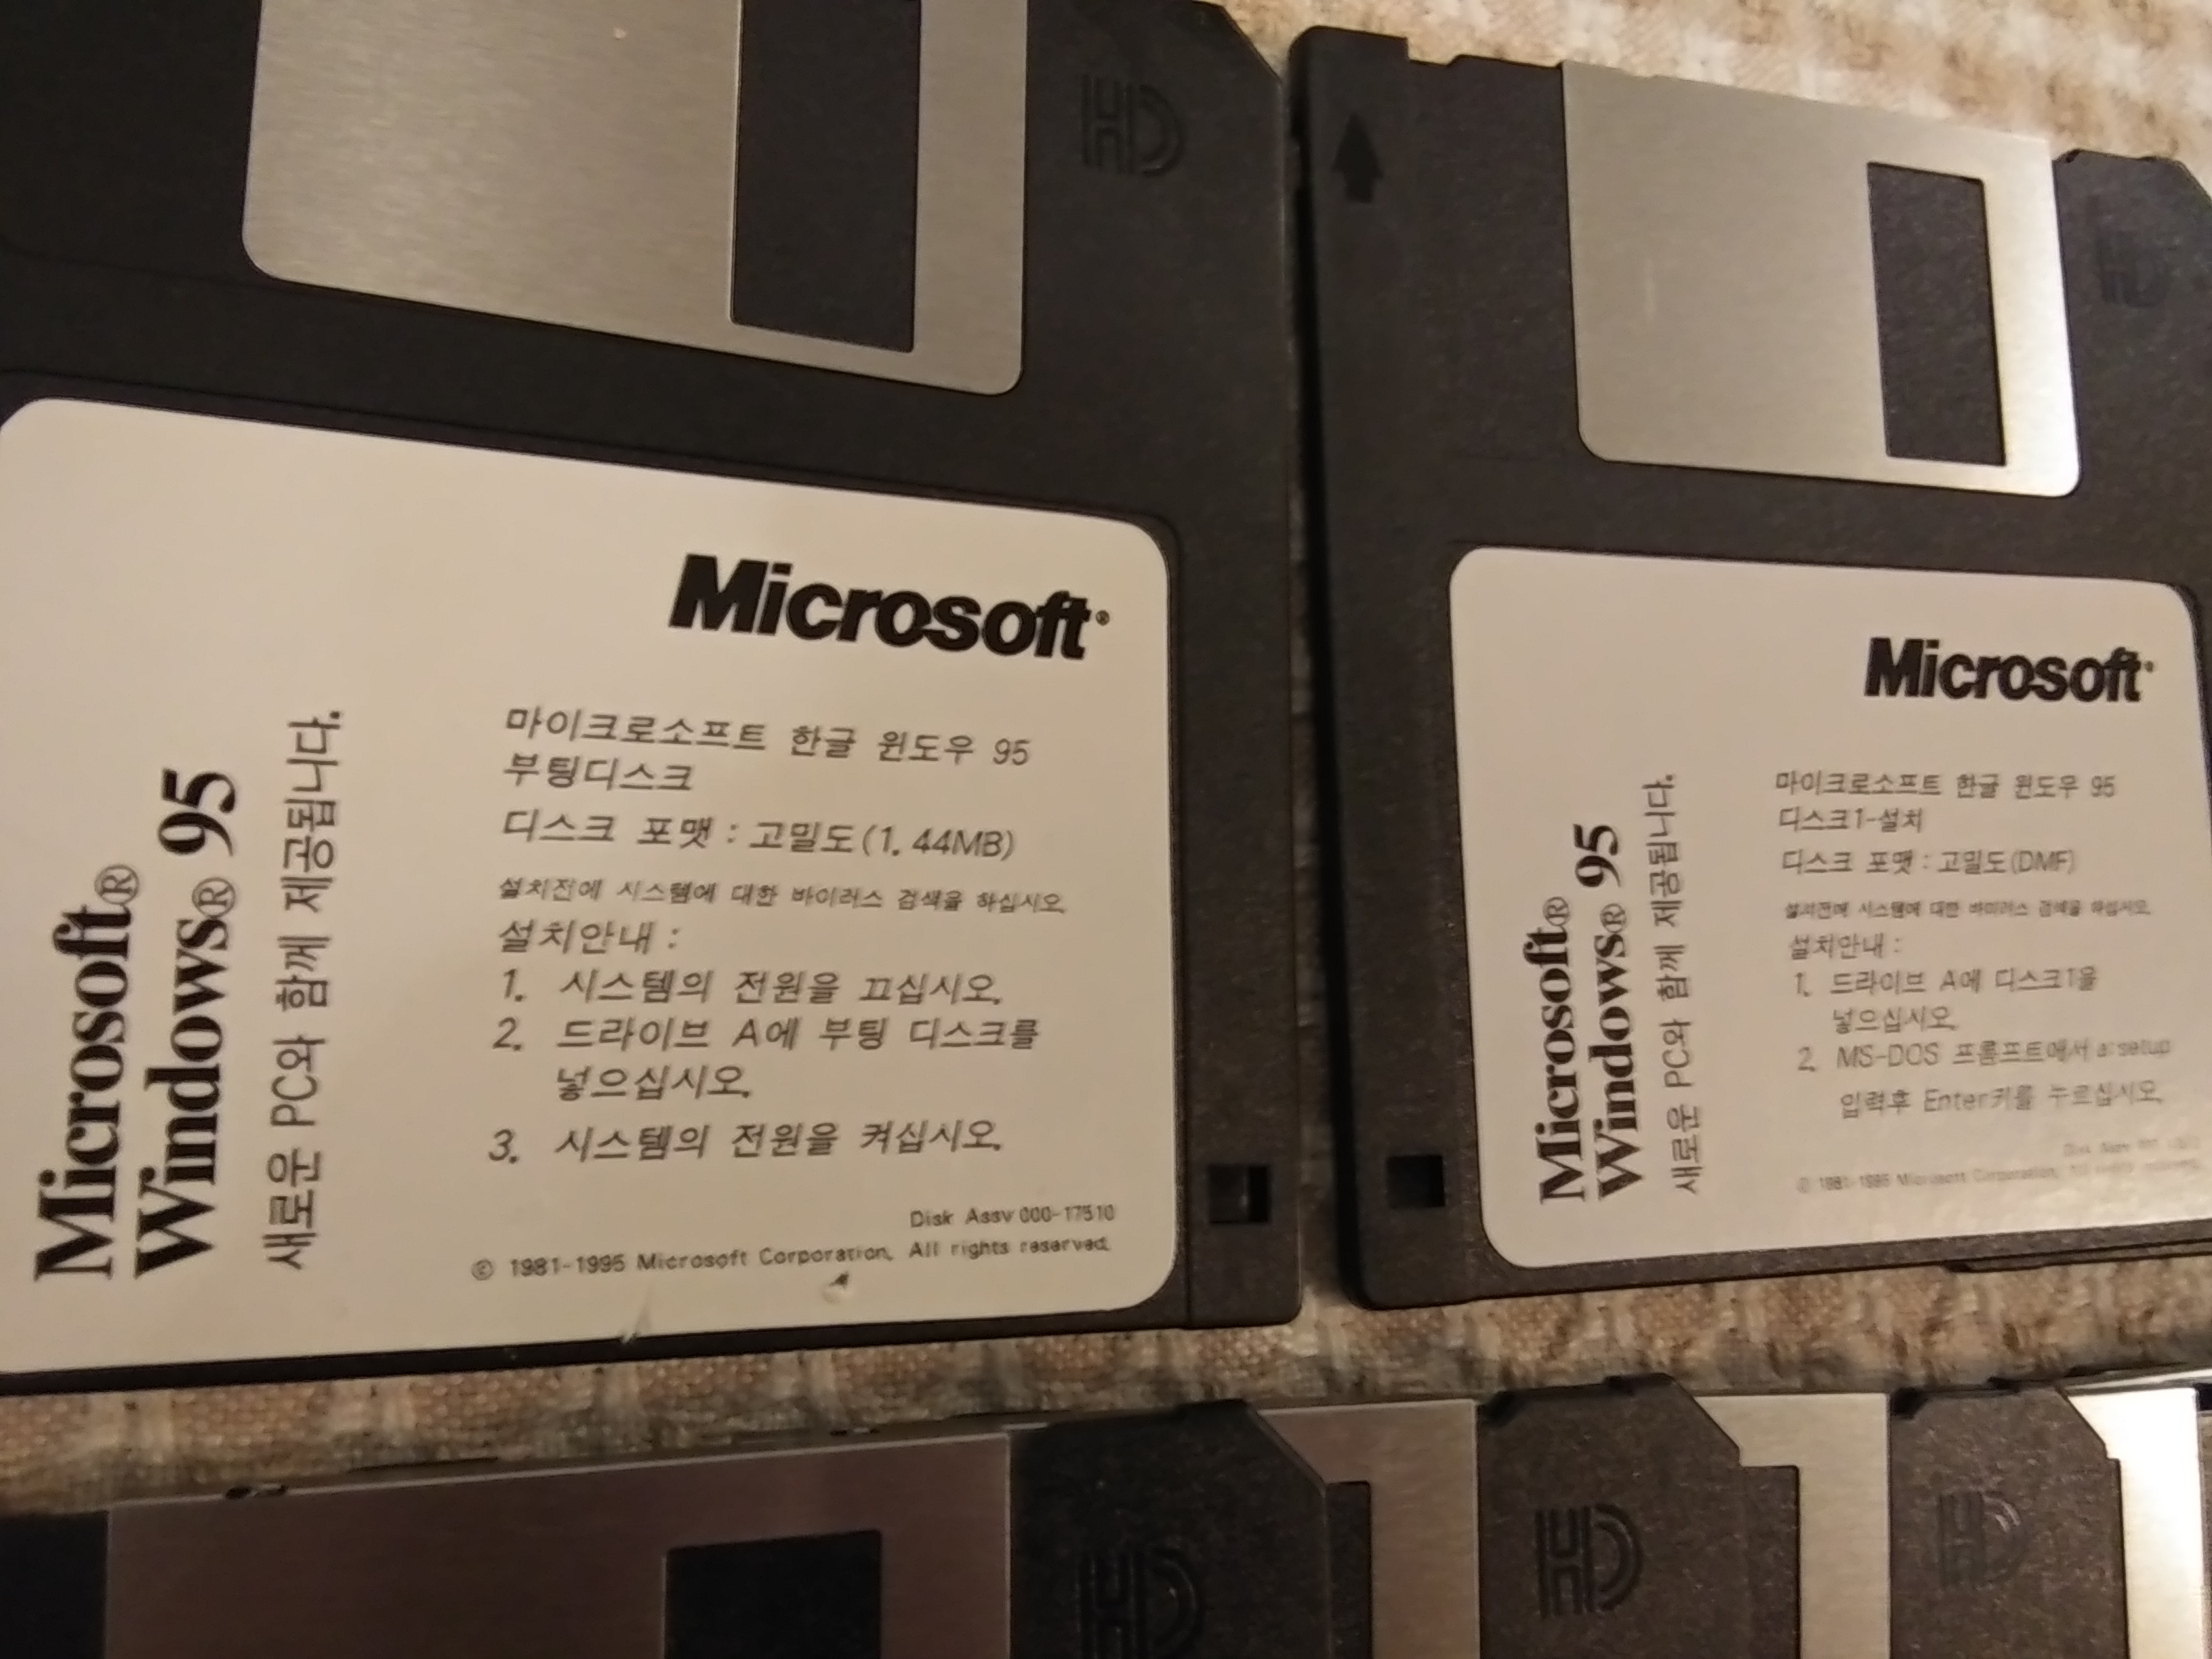 HD
Microsoft®
Microsoft®
Windows® 95
새로운 PC와 함께 제공됩니다.
마이크로소프트 한글 윈도우 95
부팅디스크
디스크 포맷 : 고밀도(1.44MB)
설치전에 시스템에 대한 바이러스 검색을 하십시오.
설치안내 :
1. 시스템의 전원을 끄십시오.
2. 드라이브 A에 부팅 디스크를
넣으십시오.
3. 시스템의 전원을 켜십시오.
Disk Assy 000-17510
© 1981-1995 Microsoft Corporation. All rights reserved.
HD
Microsoft®
Microsoft®
Windows® 95
새로운 PC와 함께 제공됩니다.
마이크로소프트 한글 윈도우 95
디스크1-설치
디스크 포맷 : 고밀도(DMF)
설치전에 시스템에 대한 바이러스 검색을 하십시오.
설치안내 :
1. 드라이브 A에 디스크1을
넣으십시오.
2. MS-DOS 프롬프트에서 a:setup
입력후 Enter키를 누르십시오.
Disk Assy
© 1981-1995 Microsoft Corporation. All rights reserved.
HD
HD
HD